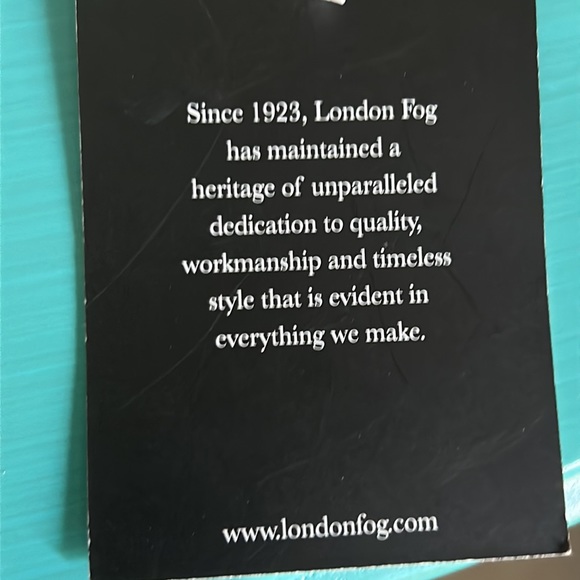 Since 1923, London Fog
has maintained a
heritage of unparalleled
dedication to quality,
workmanship and timeless
style that is evident in
everything we make.
www.londonfog.com